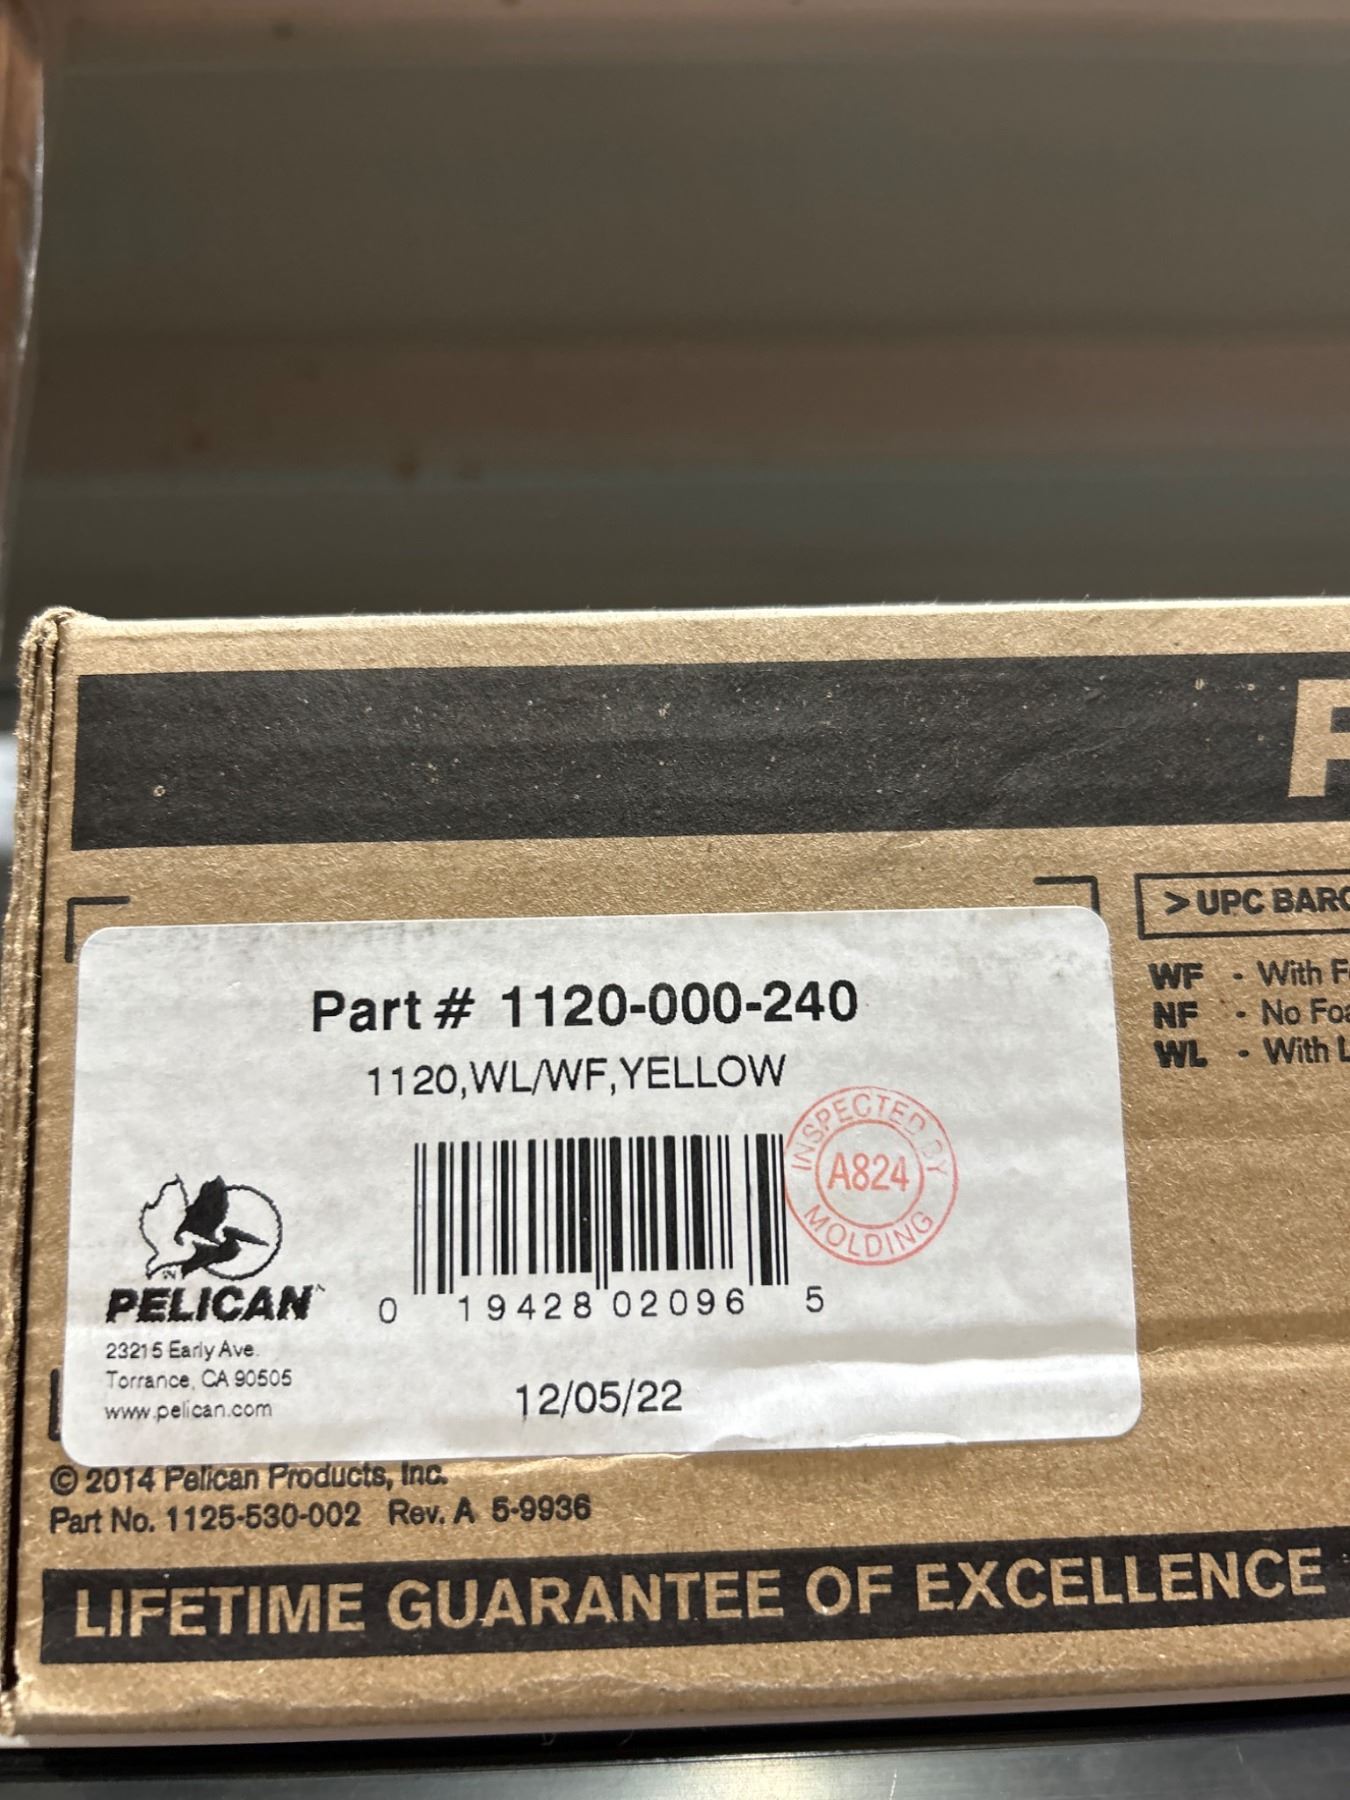 > UPC
WF - With
NF - No
WL - With
Part # 1120-000-240
1120,WL/WF,YELLOW
INSPECTED BY
A824
MOLDING
PELICAN
0 19428 02096 5
23215 Early Ave.
Torrance, CA 90505
www.pelican.com
12/05/22
© 2014 Pelican Products, Inc.
Part No. 1125-530-002 Rev. A 5-9936
LIFETIME GUARANTEE OF EXCELLENCE